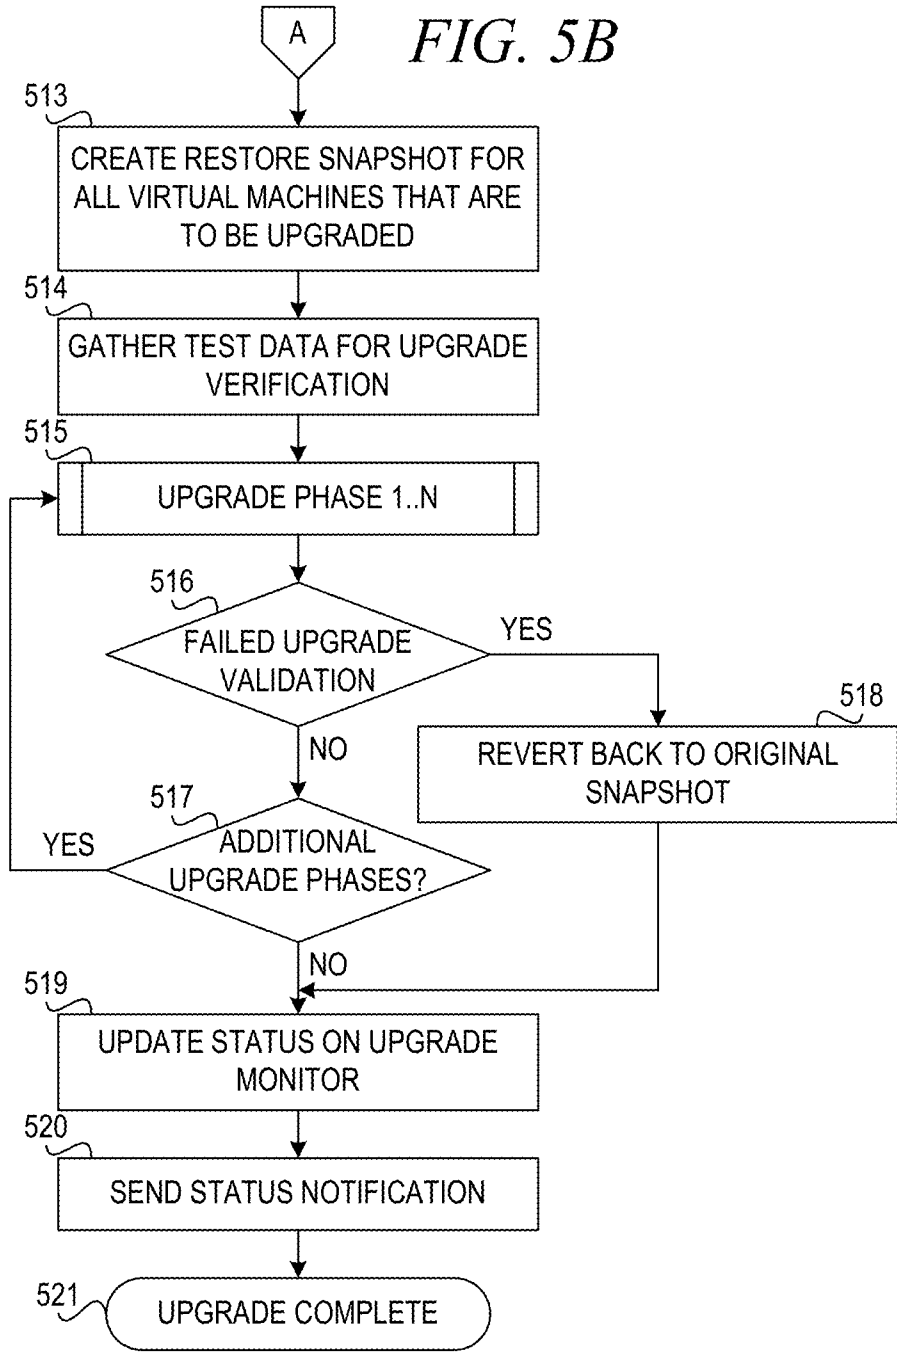 A
FIG. 5B
513
CREATE RESTORE SNAPSHOT FOR
ALL VIRTUAL MACHINES THAT ARE
TO BE UPGRADED
514
GATHER TEST DATA FOR UPGRADE
VERIFICATION
515
UPGRADE PHASE 1..N
516
FAILED UPGRADE
VALIDATION
YES
NO
518
REVERT BACK TO ORIGINAL
SNAPSHOT
517
ADDITIONAL
UPGRADE PHASES?
YES
NO
519
UPDATE STATUS ON UPGRADE
MONITOR
520
SEND STATUS NOTIFICATION
521
UPGRADE COMPLETE